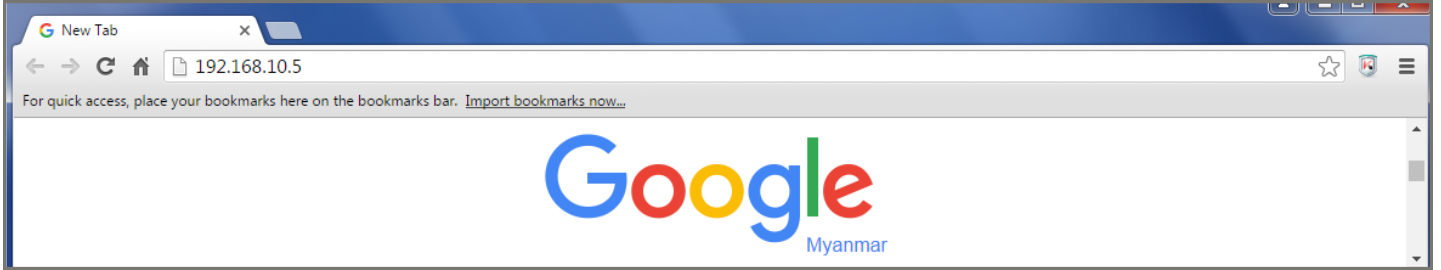 New Tab
192.168.10.5
For quick access, place your bookmarks here on the bookmarks bar. Import bookmarks now...
Google
Myanmar